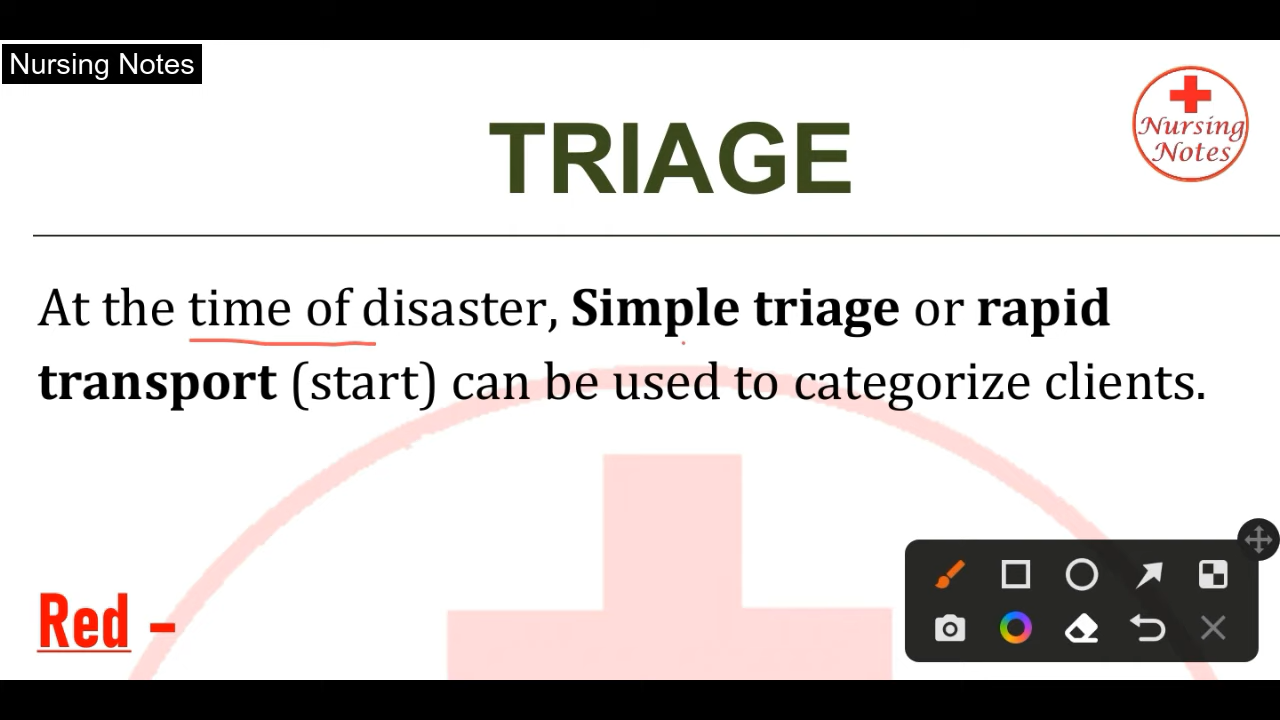 Nursing Notes
Nursing
Notes
TRIAGE
At the time of disaster, Simple triage or rapid
transport (start) can be used to categorize clients.
Red –